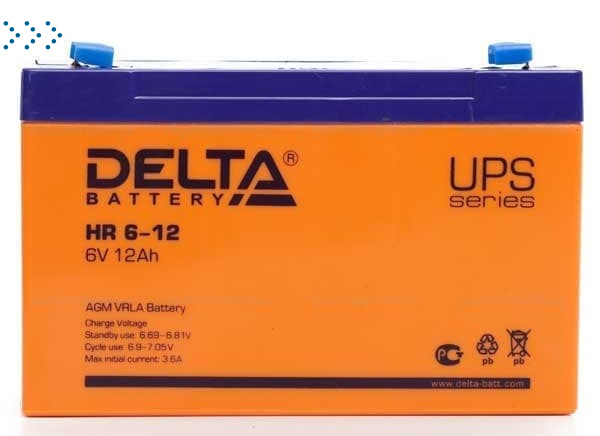 DELTA®
BATTERY
UPS
series
HR 6-12
6V 12Ah
AGM VRLA Battery
Charge Voltage
Standby use: 6.69-6.81V
Cycle use: 6.9-7.05V
Max initial current: 3.6A
pb pb
www.delta-batt.com